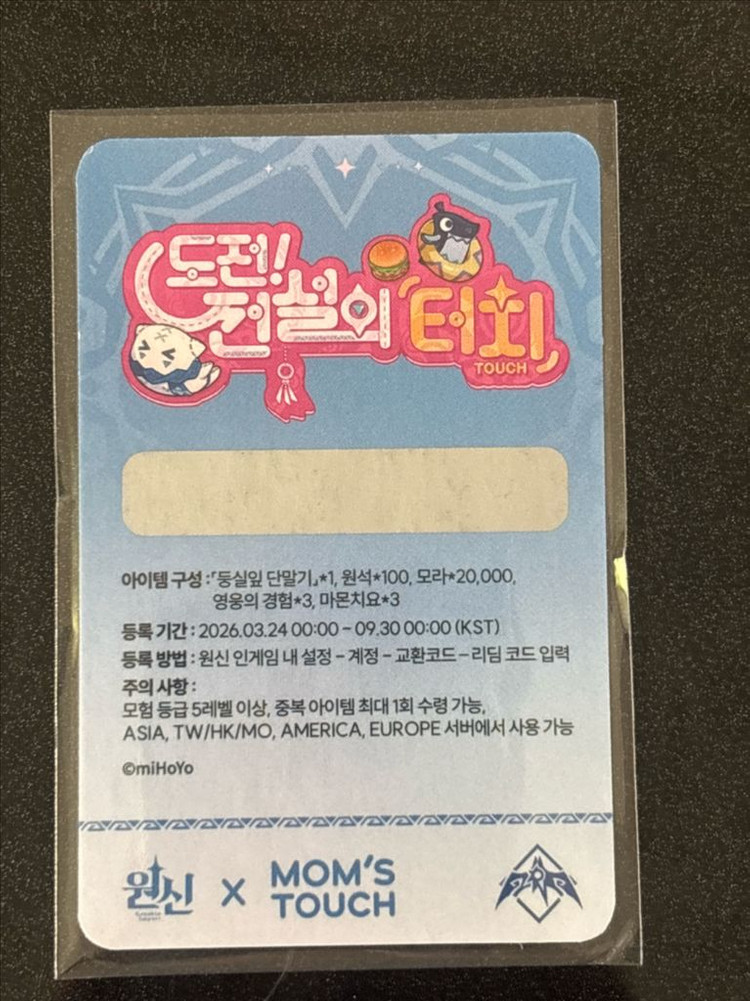 도전!
전설의 '터치'
TOUCH
아이템 구성 : 「둥실잎 단말기」*1, 원석*100, 모라*20,000,
영웅의 경험*3, 마몬치요*3
등록 기간 : 2026.03.24 00:00 - 09.30 00:00 (KST)
등록 방법 : 원신 인게임 내 설정 - 계정 - 교환코드 - 리딤 코드 입력
주의 사항 :
모험 등급 5레벨 이상, 중복 아이템 최대 1회 수령 가능,
ASIA, TW/HK/MO, AMERICA, EUROPE 서버에서 사용 가능
©miHoYo
원신 X MOM'S TOUCH